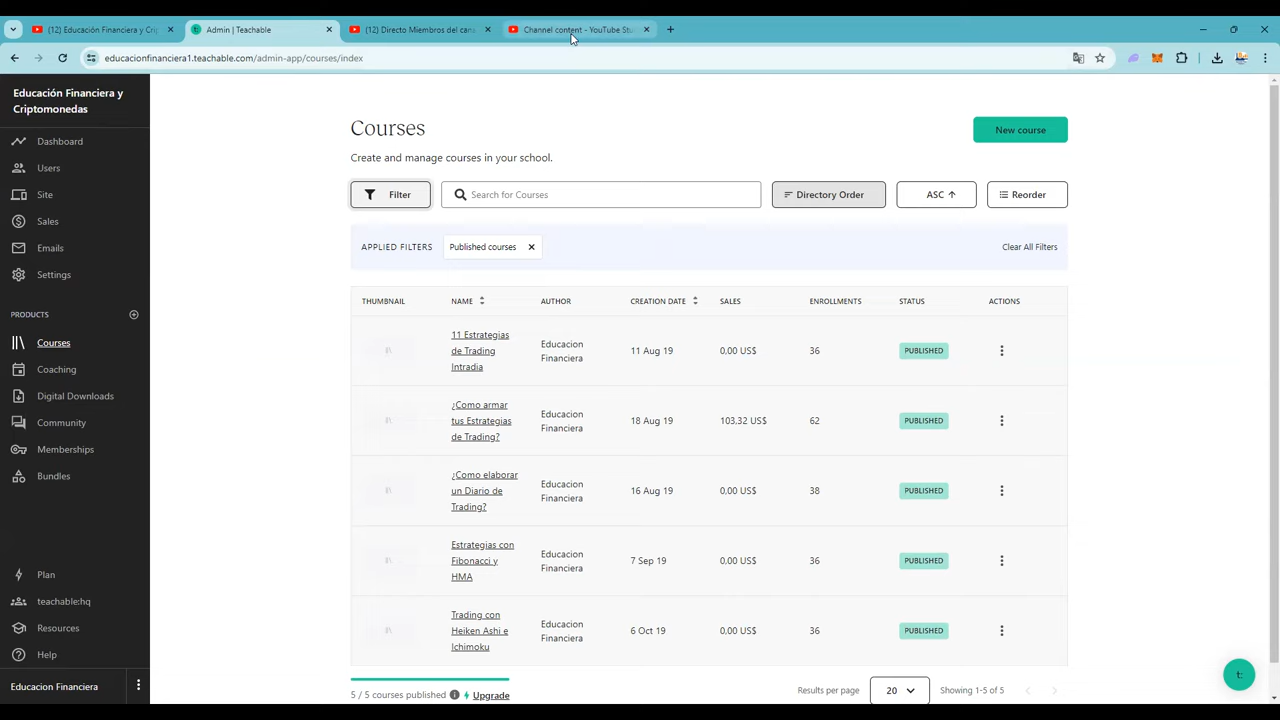 (12) Educación Financiera y Crip
Admin | Teachable
(12) Directo Miembros del cana
Channel content - YouTube Stu
educacionfinanciera1.teachable.com/admin-app/courses/index
Educación Financiera y
Criptomonedas
Dashboard
Users
Site
Sales
Emails
Settings
PRODUCTS
Courses
Coaching
Digital Downloads
Community
Memberships
Bundles
Plan
teachable:hq
Resources
Help
Educacion Financiera
Courses
New course
Create and manage courses in your school.
Filter
Search for Courses
Directory Order
ASC
Reorder
APPLIED FILTERS
Published courses
Clear All Filters
THUMBNAIL NAME AUTHOR CREATION DATE SALES ENROLLMENTS STATUS ACTIONS
11 Estrategias
de Trading
Intradia
Educacion
Financiera
11 Aug 19
0,00 US$
36
PUBLISHED
¿Como armar
tus Estrategias
de Trading?
Educacion
Financiera
18 Aug 19
103,32 US$
62
PUBLISHED
¿Como elaborar
un Diario de
Trading?
Educacion
Financiera
16 Aug 19
0,00 US$
38
PUBLISHED
Estrategias con
Fibonacci y
HMA
Educacion
Financiera
7 Sep 19
0,00 US$
36
PUBLISHED
Trading con
Heiken Ashi e
Ichimoku
Educacion
Financiera
6 Oct 19
0,00 US$
36
PUBLISHED
5 / 5 courses published
Upgrade
Results per page
20
Showing 1-5 of 5
t: